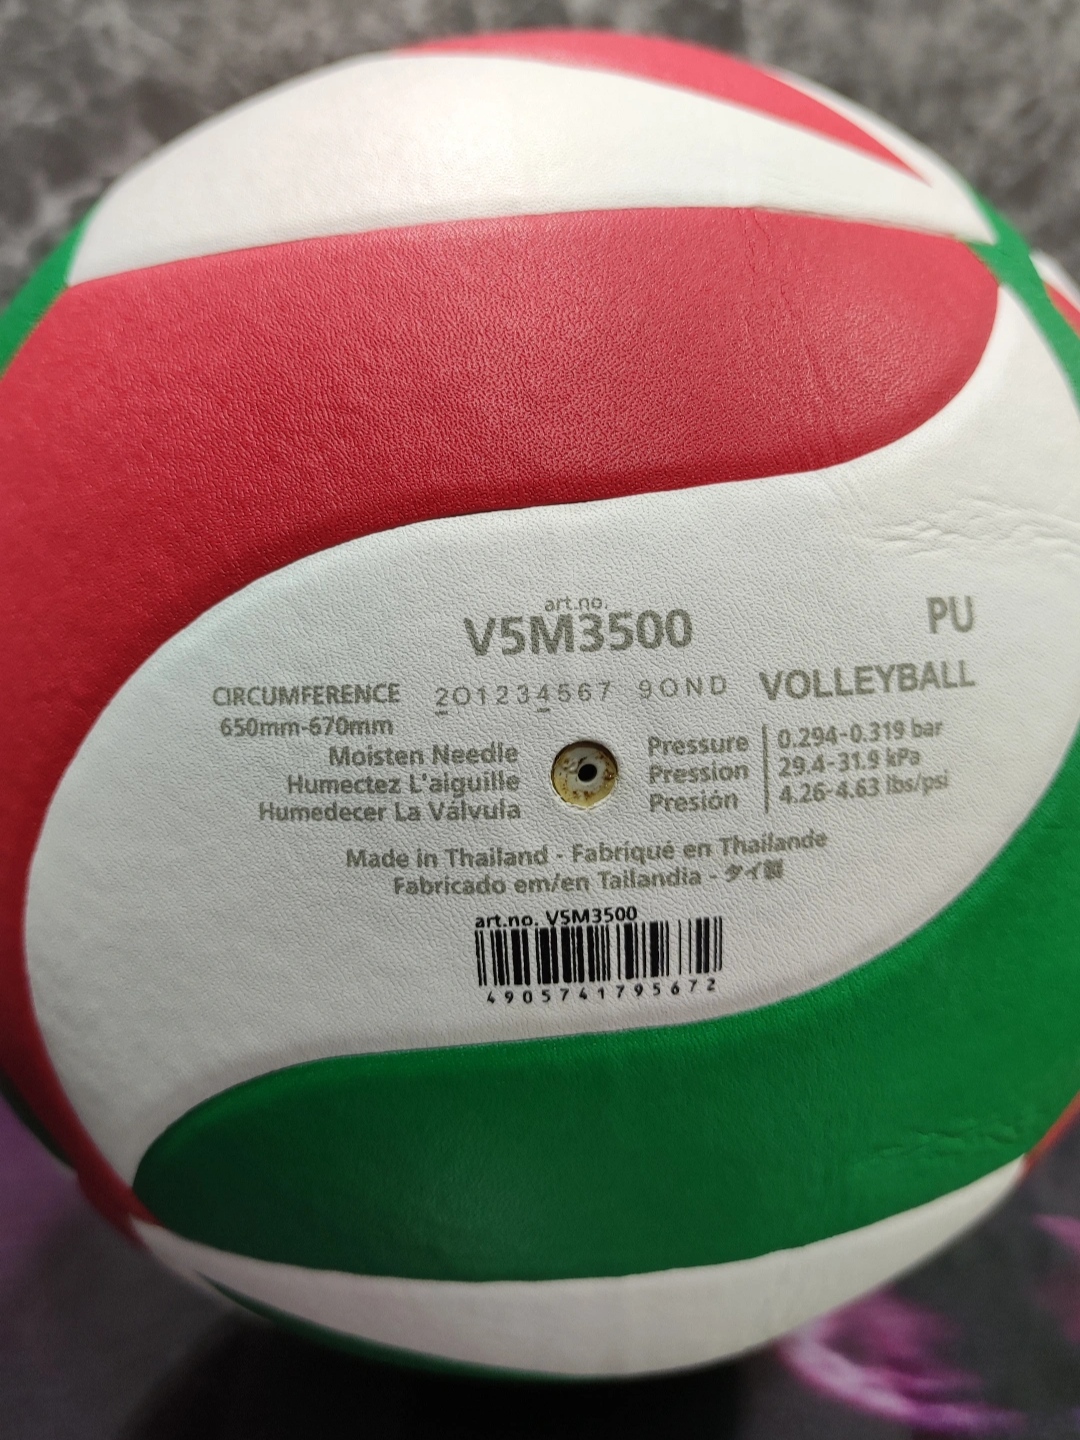 art.no.
V5M3500
PU
CIRCUMFERENCE 201234567 9OND VOLLEYBALL
650mm-670mm
Moisten Needle
Humectez L'aiguille
Humedecer La Válvula
Pressure 0.294-0.319 bar
Pression 29.4-31.9 kPa
Presión 4.26-4.63 lbs/psi
Made in Thailand - Fabriqué en Thaïlande
Fabricado em/en Tailandia - タイ製
art.no. V5M3500
4905741795672